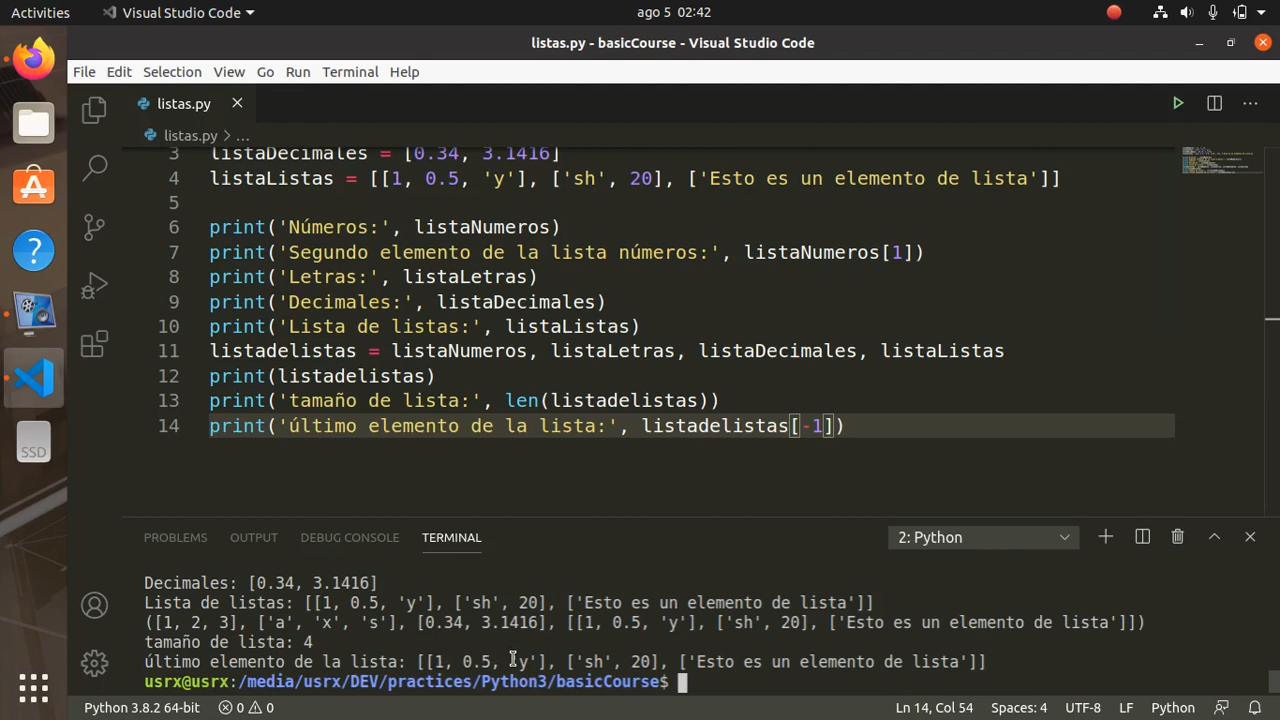 Activities Visual Studio Code ago 5 02:42
listas.py - basicCourse - Visual Studio Code
File Edit Selection View Go Run Terminal Help
listas.py
listas.py > ...
3 listaDecimales = [0.34, 3.1416]
4 listaListas = [[1, 0.5, 'y'], ['sh', 20], ['Esto es un elemento de lista']]
5
6 print('Números:', listaNumeros)
7 print('Segundo elemento de la lista números:', listaNumeros[1])
8 print('Letras:', listaLetras)
9 print('Decimales:', listaDecimales)
10 print('Lista de listas:', listaListas)
11 listadelistas = listaNumeros, listaLetras, listaDecimales, listaListas
12 print(listadelistas)
13 print('tamaño de lista:', len(listadelistas))
14 print('último elemento de la lista:', listadelistas[-1])
PROBLEMS OUTPUT DEBUG CONSOLE TERMINAL 2: Python
Decimales: [0.34, 3.1416]
Lista de listas: [[1, 0.5, 'y'], ['sh', 20], ['Esto es un elemento de lista']]
([1, 2, 3], ['a', 'x', 's'], [0.34, 3.1416], [[1, 0.5, 'y'], ['sh', 20], ['Esto es un elemento de lista']])
tamaño de lista: 4
último elemento de la lista: [[1, 0.5, 'y'], ['sh', 20], ['Esto es un elemento de lista']]
usrx@usrx:/media/usrx/DEV/practices/Python3/basicCourse$
Python 3.8.2 64-bit 0 0 Ln 14, Col 54 Spaces: 4 UTF-8 LF Python